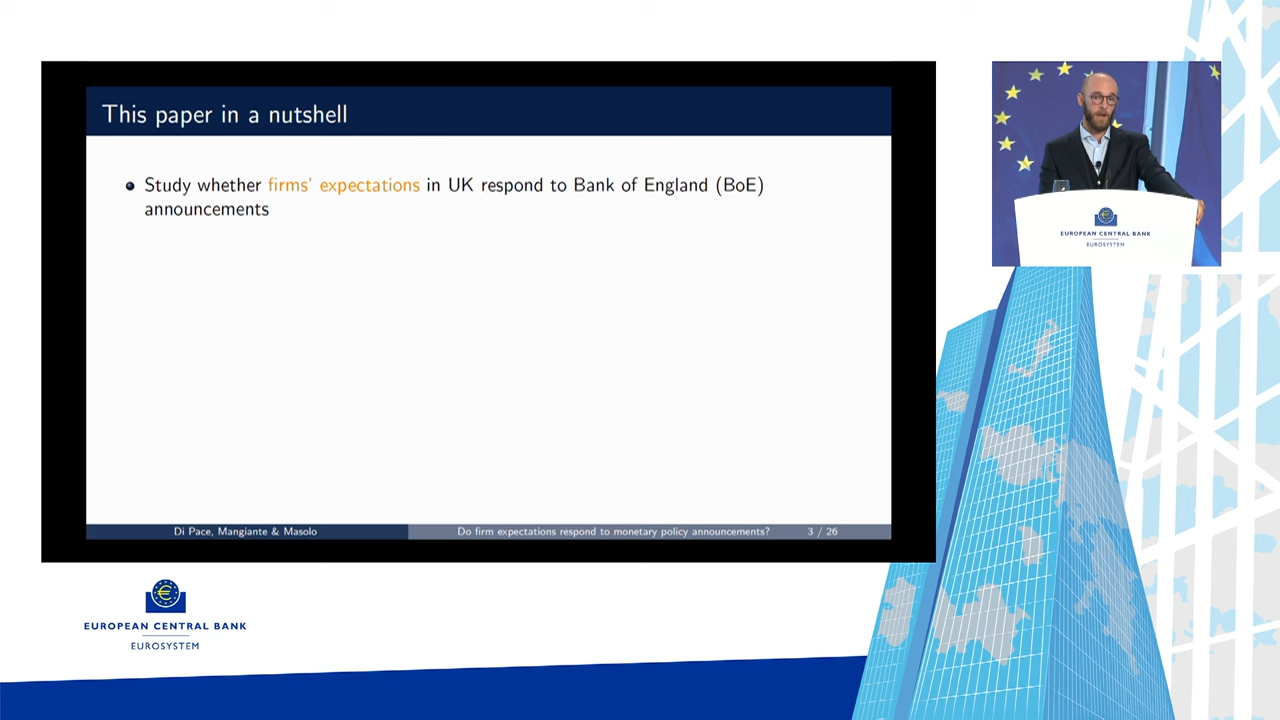 This paper in a nutshell
Study whether firms' expectations in UK respond to Bank of England (BoE)
announcements
Di Pace, Mangiante & Masolo
Do firm expectations respond to monetary policy announcements?
3 / 26
EUROPEAN CENTRAL BANK
EUROSYSTEM
EUROPEAN CENTRAL BANK
EUROSYSTEM